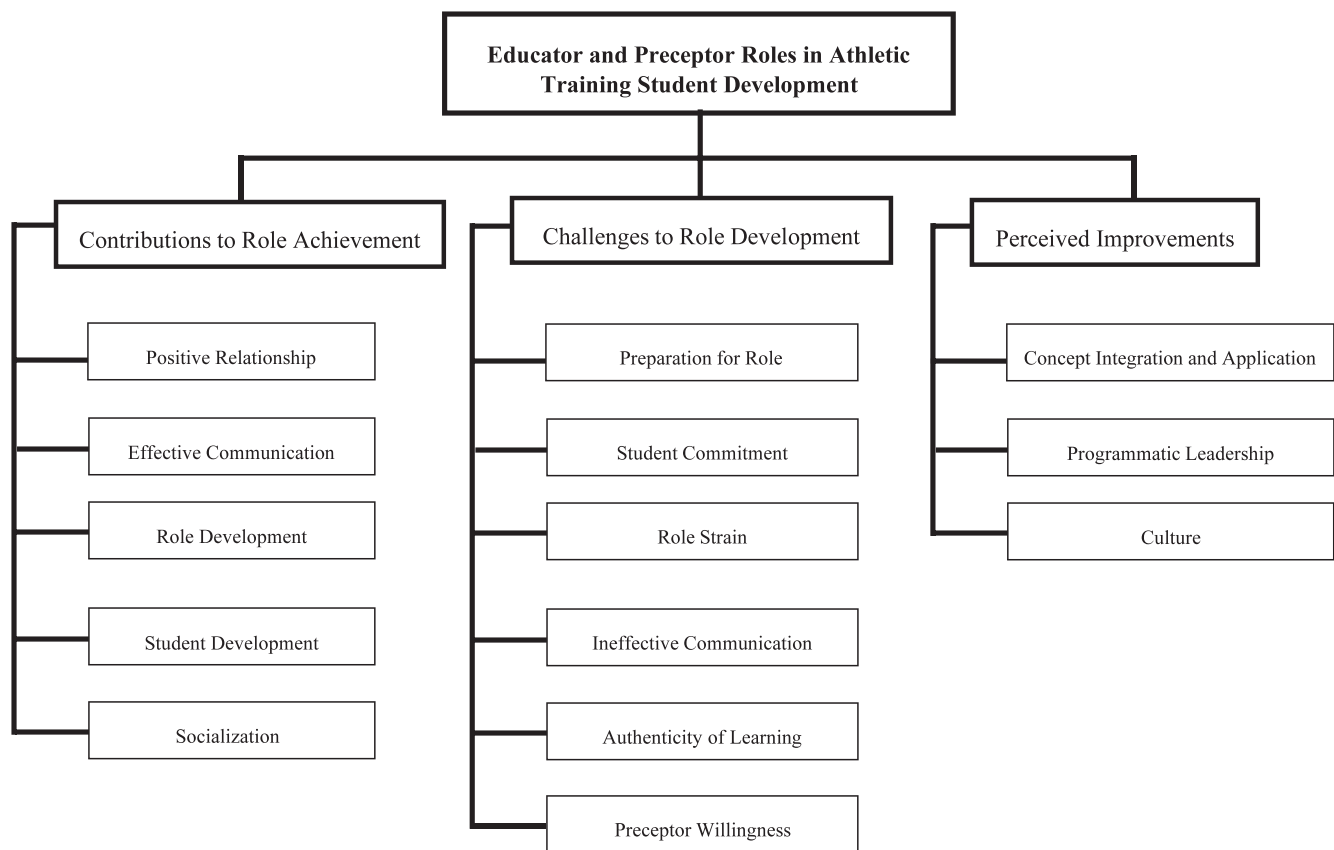 Educator and Preceptor Roles in Athletic
Training Student Development
Contributions to Role Achievement
Positive Relationship
Effective Communication
Role Development
Student Development
Socialization
Challenges to Role Development
Preparation for Role
Student Commitment
Role Strain
Ineffective Communication
Authenticity of Learning
Preceptor Willingness
Perceived Improvements
Concept Integration and Application
Programmatic Leadership
Culture